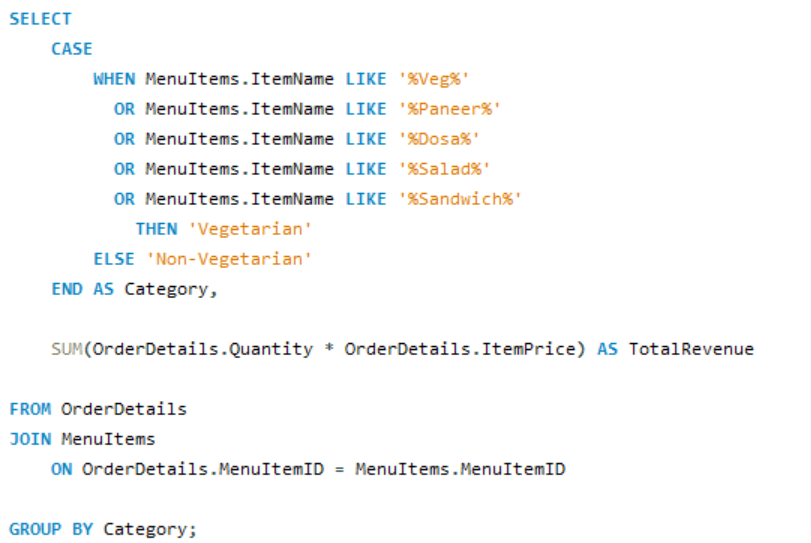 SELECT
CASE
WHEN MenuItems.ItemName LIKE '%Veg%'
OR MenuItems.ItemName LIKE '%Paneer%'
OR MenuItems.ItemName LIKE '%Dosa%'
OR MenuItems.ItemName LIKE '%Salad%'
OR MenuItems.ItemName LIKE '%Sandwich%'
THEN 'Vegetarian'
ELSE 'Non-Vegetarian'
END AS Category,
SUM(OrderDetails.Quantity * OrderDetails.ItemPrice) AS TotalRevenue
FROM OrderDetails
JOIN MenuItems
ON OrderDetails.MenuItemID = MenuItems.MenuItemID
GROUP BY Category;